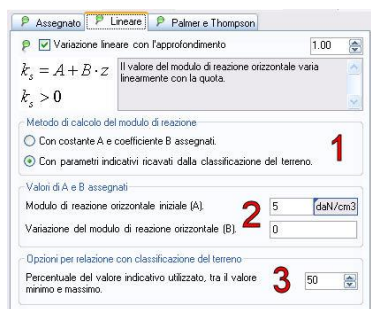 Assegnato Lineare Palmer e Thompson
Variazione lineare con l'approfondimento 1.00
kₛ = A + B · z
Il valore del modulo di reazione orizzontale varia
linearmente con la quota.
kₛ > 0
Metodo di calcolo del modulo di reazione
Con costante A e coefficiente B assegnati.
Con parametri indicativi ricavati dalla classificazione del terreno.
1
Valori di A e B assegnati
Modulo di reazione orizzontale iniziale (A). 5 daN/cm3
2
Variazione del modulo di reazione orizzontale (B). 0
Opzioni per relazione con classificazione del terreno
Percentuale del valore indicativo utilizzato, tra il valore
minimo e massimo.
3
50